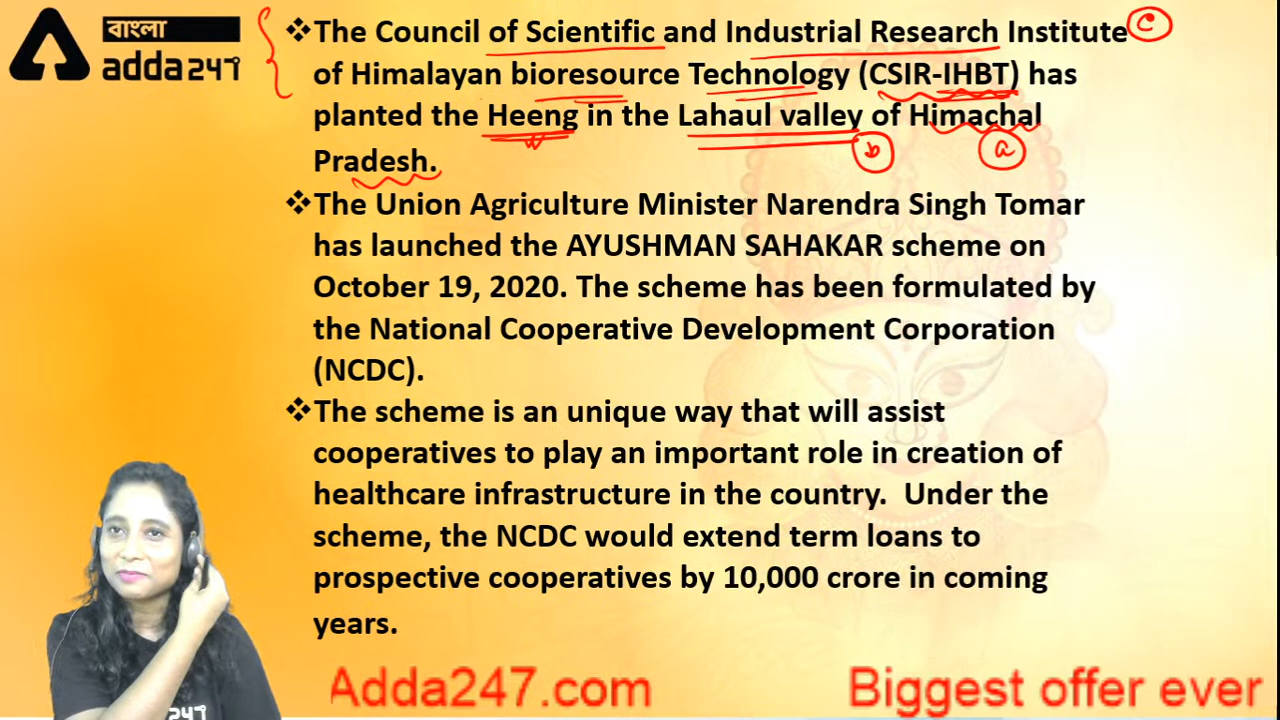 বাংলা
adda247
❖The Council of Scientific and Industrial Research Institute
of Himalayan bioresource Technology (CSIR-IHBT) has
planted the Heeng in the Lahaul valley of Himachal
Pradesh.
c
b
a
❖The Union Agriculture Minister Narendra Singh Tomar
has launched the AYUSHMAN SAHAKAR scheme on
October 19, 2020. The scheme has been formulated by
the National Cooperative Development Corporation
(NCDC).
❖The scheme is an unique way that will assist
cooperatives to play an important role in creation of
healthcare infrastructure in the country. Under the
scheme, the NCDC would extend term loans to
prospective cooperatives by 10,000 crore in coming
years.
247
Adda247.com Biggest offer ever